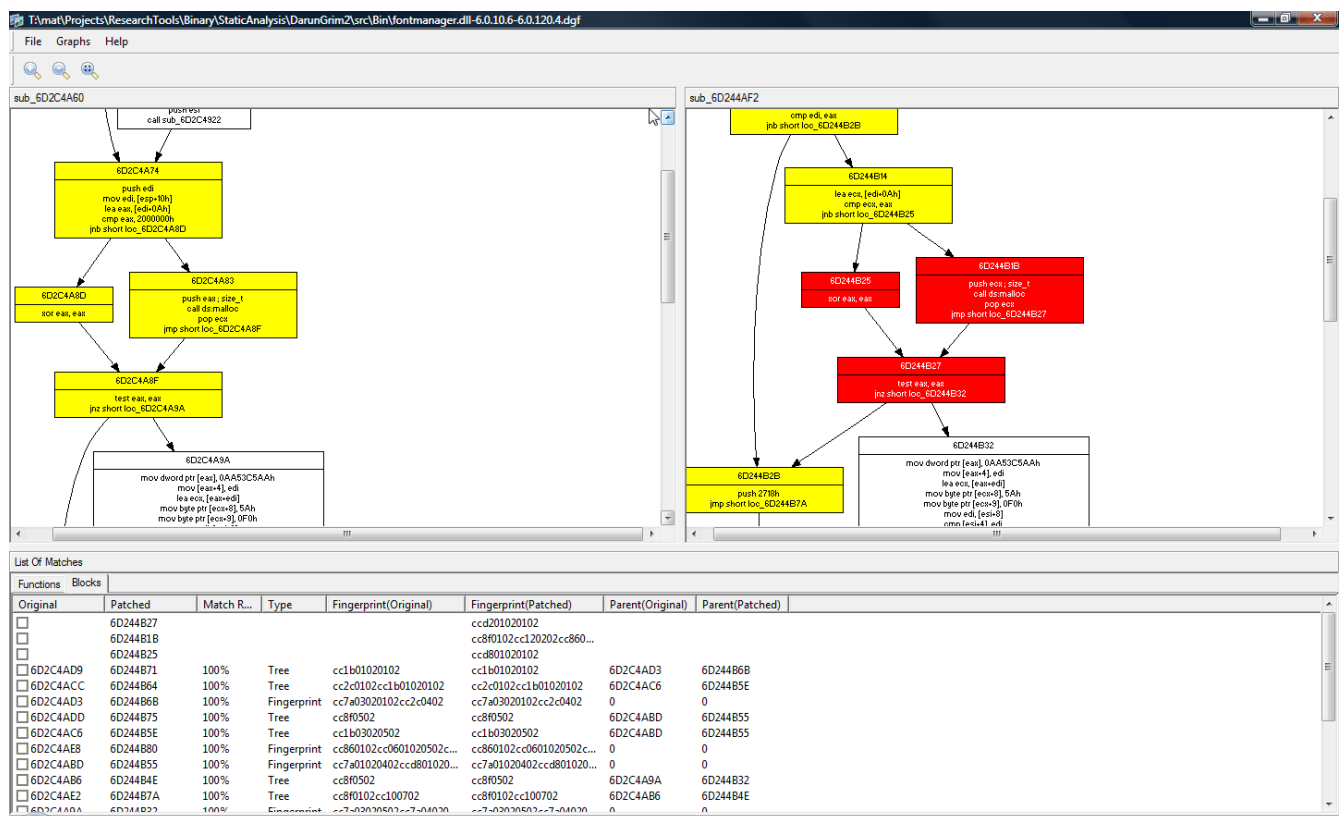 T:\mat\Projects\ResearchTools\Binary\StaticAnalysis\DarunGrim2\src\Bin\fontmanager.dll-6.0.10.6-6.0.120.4.dgf
File Graphs Help
sub_6D2C4A60
push esi
call sub_6D2C4922
6D2C4A74
push edi
mov edi, [esp+10h]
lea eax, [edi+0Ah]
cmp eax, 2000000h
jnb short loc_6D2C4A8D
6D2C4A8D
xor eax, eax
6D2C4A83
push eax ; size_t
call ds:malloc
pop ecx
jmp short loc_6D2C4A8F
6D2C4A8F
test eax, eax
jnz short loc_6D2C4A9A
6D2C4A9A
mov dword ptr [eax], 0AA53C5AAh
mov [eax+4], edi
lea ecx, [eax+edi]
mov byte ptr [ecx+8], 5Ah
mov byte ptr [ecx+9], 0F0h
sub_6D244AF2
cmp edi, eax
jnb short loc_6D244B2B
6D244B14
lea ecx, [edi+0Ah]
cmp ecx, eax
jnb short loc_6D244B25
6D244B25
xor eax, eax
6D244B1B
push ecx ; size_t
call ds:malloc
pop ecx
jmp short loc_6D244B27
6D244B27
test eax, eax
jnz short loc_6D244B32
6D244B2B
push 2718h
jmp short loc_6D244B7A
6D244B32
mov dword ptr [eax], 0AA53C5AAh
mov [eax+4], edi
lea ecx, [eax+edi]
mov byte ptr [ecx+8], 5Ah
mov byte ptr [ecx+9], 0F0h
mov edi, [esi+8]
cmp [esi+4], edi
List Of Matches
Functions Blocks
Original Patched Match R... Type Fingerprint(Original) Fingerprint(Patched) Parent(Original) Parent(Patched)
6D244B27 ccd201020102
6D244B1B cc8f0102cc120202cc860...
6D244B25 ccd801020102
6D2C4AD9 6D244B71 100% Tree cc1b01020102 cc1b01020102 6D2C4AD3 6D244B6B
6D2C4ACC 6D244B64 100% Tree cc2c0102cc1b01020102 cc2c0102cc1b01020102 6D2C4AC6 6D244B5E
6D2C4AD3 6D244B6B 100% Fingerprint cc7a03020102cc2c0402 cc7a03020102cc2c0402 0 0
6D2C4ADD 6D244B75 100% Tree cc8f0502 cc8f0502 6D2C4ABD 6D244B55
6D2C4AC6 6D244B5E 100% Tree cc1b03020502 cc1b03020502 6D2C4ABD 6D244B55
6D2C4AE8 6D244B80 100% Fingerprint cc860102cc0601020502c... cc860102cc0601020502c... 0 0
6D2C4ABD 6D244B55 100% Fingerprint cc7a01020402ccd801020... cc7a01020402ccd801020... 0 0
6D2C4AB6 6D244B4E 100% Tree cc8f0502 cc8f0502 6D2C4A9A 6D244B32
6D2C4AE2 6D244B7A 100% Tree cc8f0102cc100702 cc8f0102cc100702 6D2C4AB6 6D244B4E
6D2C4A9A 6D244B32 100% Fingerprint cc7a03020502cc7a04020... cc7a03020502cc7a04020... 0 0